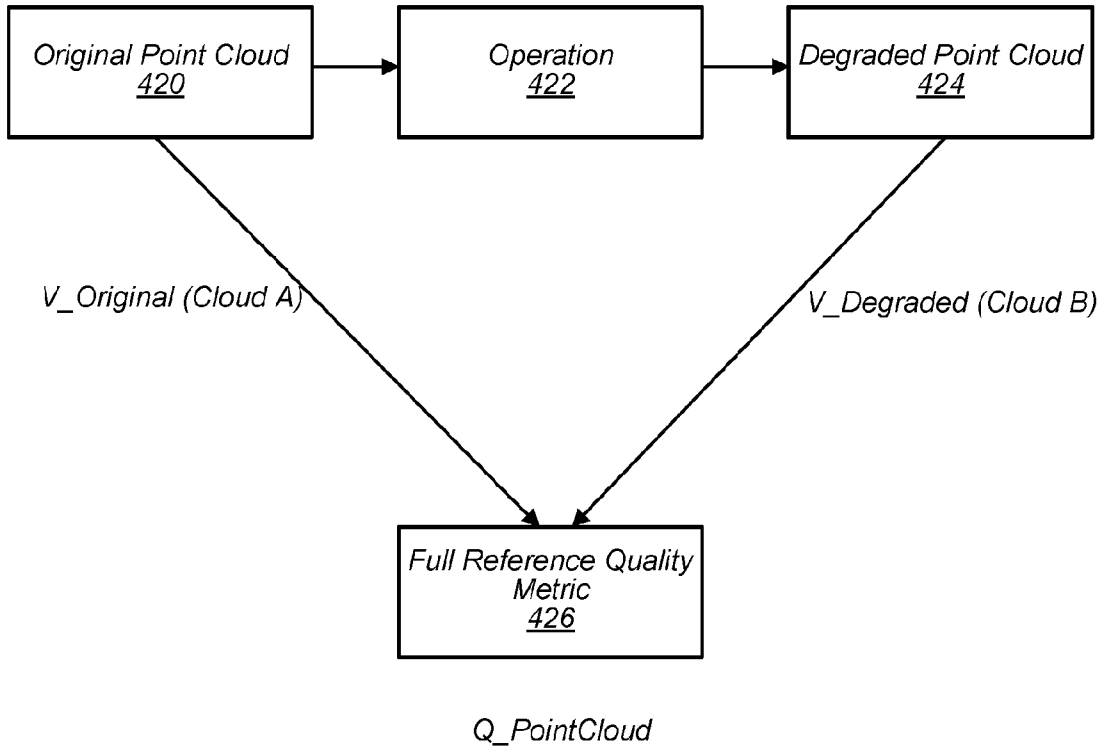 Original Point Cloud
420
Operation
422
Degraded Point Cloud
424
V_Original (Cloud A)
V_Degraded (Cloud B)
Full Reference Quality
Metric
426
Q_PointCloud